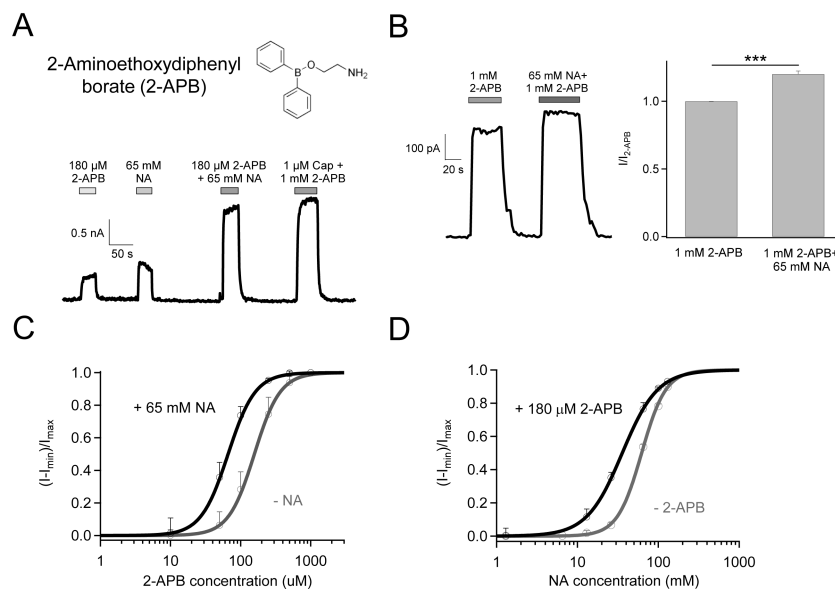 A
2-Aminoethoxydiphenyl
borate (2-APB)
B
O
NH2
180 μM
2-APB
65 mM
NA
180 μM 2-APB
+ 65 mM NA
1 μM Cap +
1 mM 2-APB
0.5 nA
50 s
B
1 mM
2-APB
65 mM NA+
1 mM 2-APB
100 pA
20 s
I/I2-APB
1.0
0.5
0.0
***
1 mM 2-APB
1 mM 2-APB+
65 mM NA
C
(I-Imin)/Imax
1.0
0.8
0.6
0.4
0.2
0.0
+ 65 mM NA
- NA
1
10
100
1000
2-APB concentration (uM)
D
(I-Imin)/Imax
1.0
0.8
0.6
0.4
0.2
0.0
+ 180 μM 2-APB
- 2-APB
1
10
100
1000
NA concentration (mM)